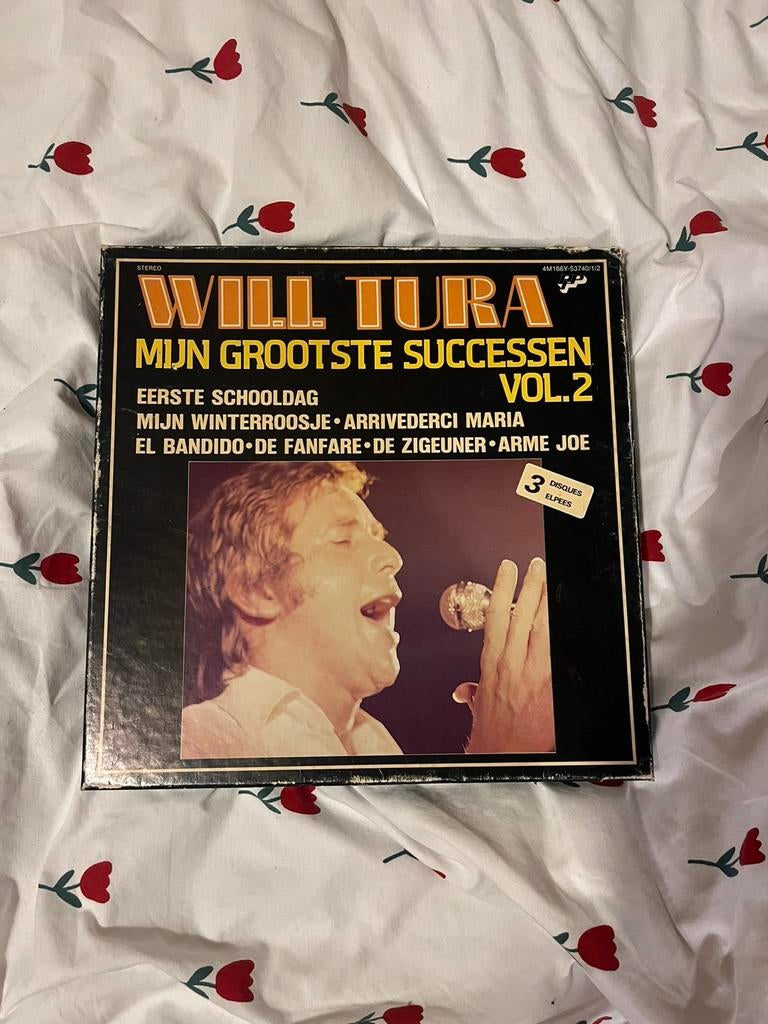 STEREO
4M166Y-53740/1/2
WILL TURA
MIJN GROOTSTE SUCCESSEN
VOL.2
EERSTE SCHOOLDAG
MIJN WINTERROOSJE•ARRIVEDERCI MARIA
EL BANDIDO•DE FANFARE•DE ZIGEUNER•ARME JOE
3 DISQUES
ELPEES